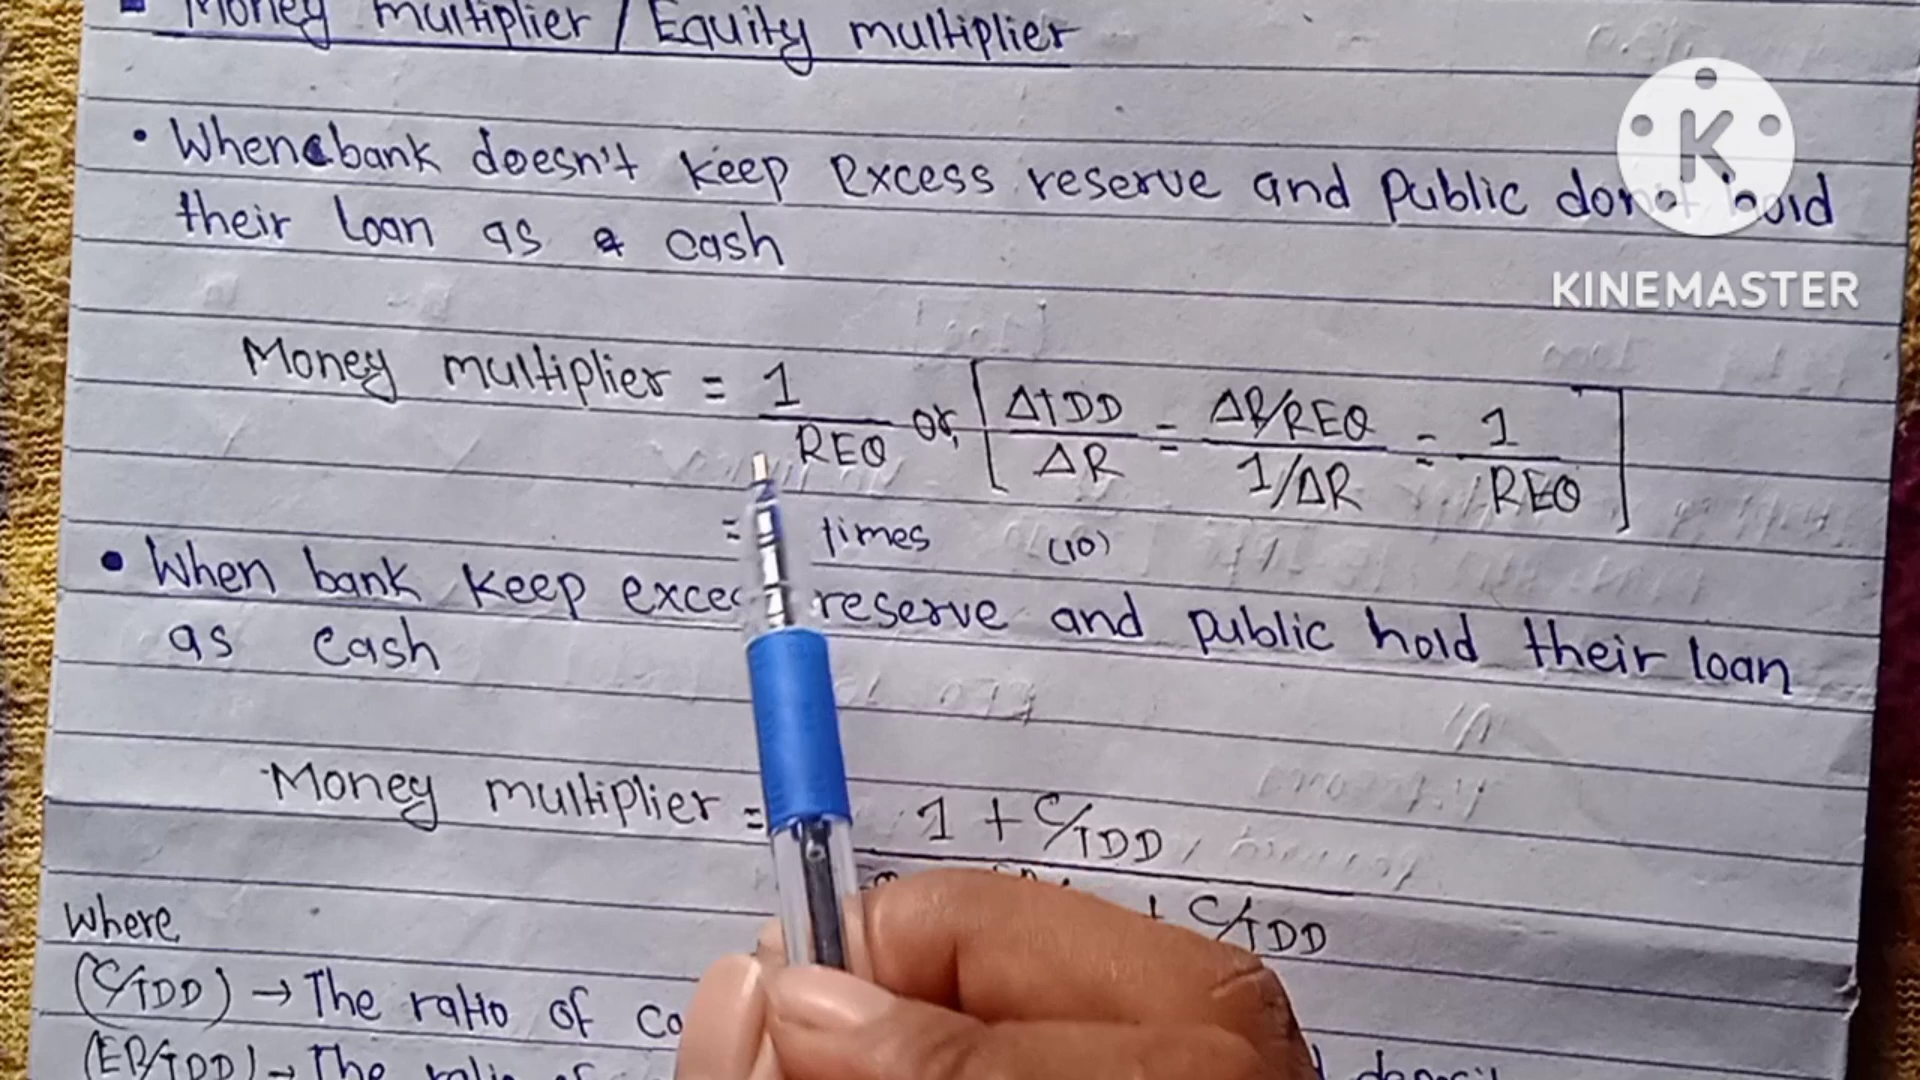 Money multiplier / Equity multiplier
• When bank doesn't keep excess reserve and public do not hold
their loan as a cash
K
KINEMASTER
Money multiplier = 1/REQ or, [ΔTDD/ΔR = ΔR/REQ / 1/ΔR = 1/REQ]
= times (10)
• When bank keep excess reserve and public hold their loan
as cash
Money multiplier = 1 + C/TDD
+ C/TDD
Where
(C/TDD) → The ratio of
(ER/TDD) → The ratio of